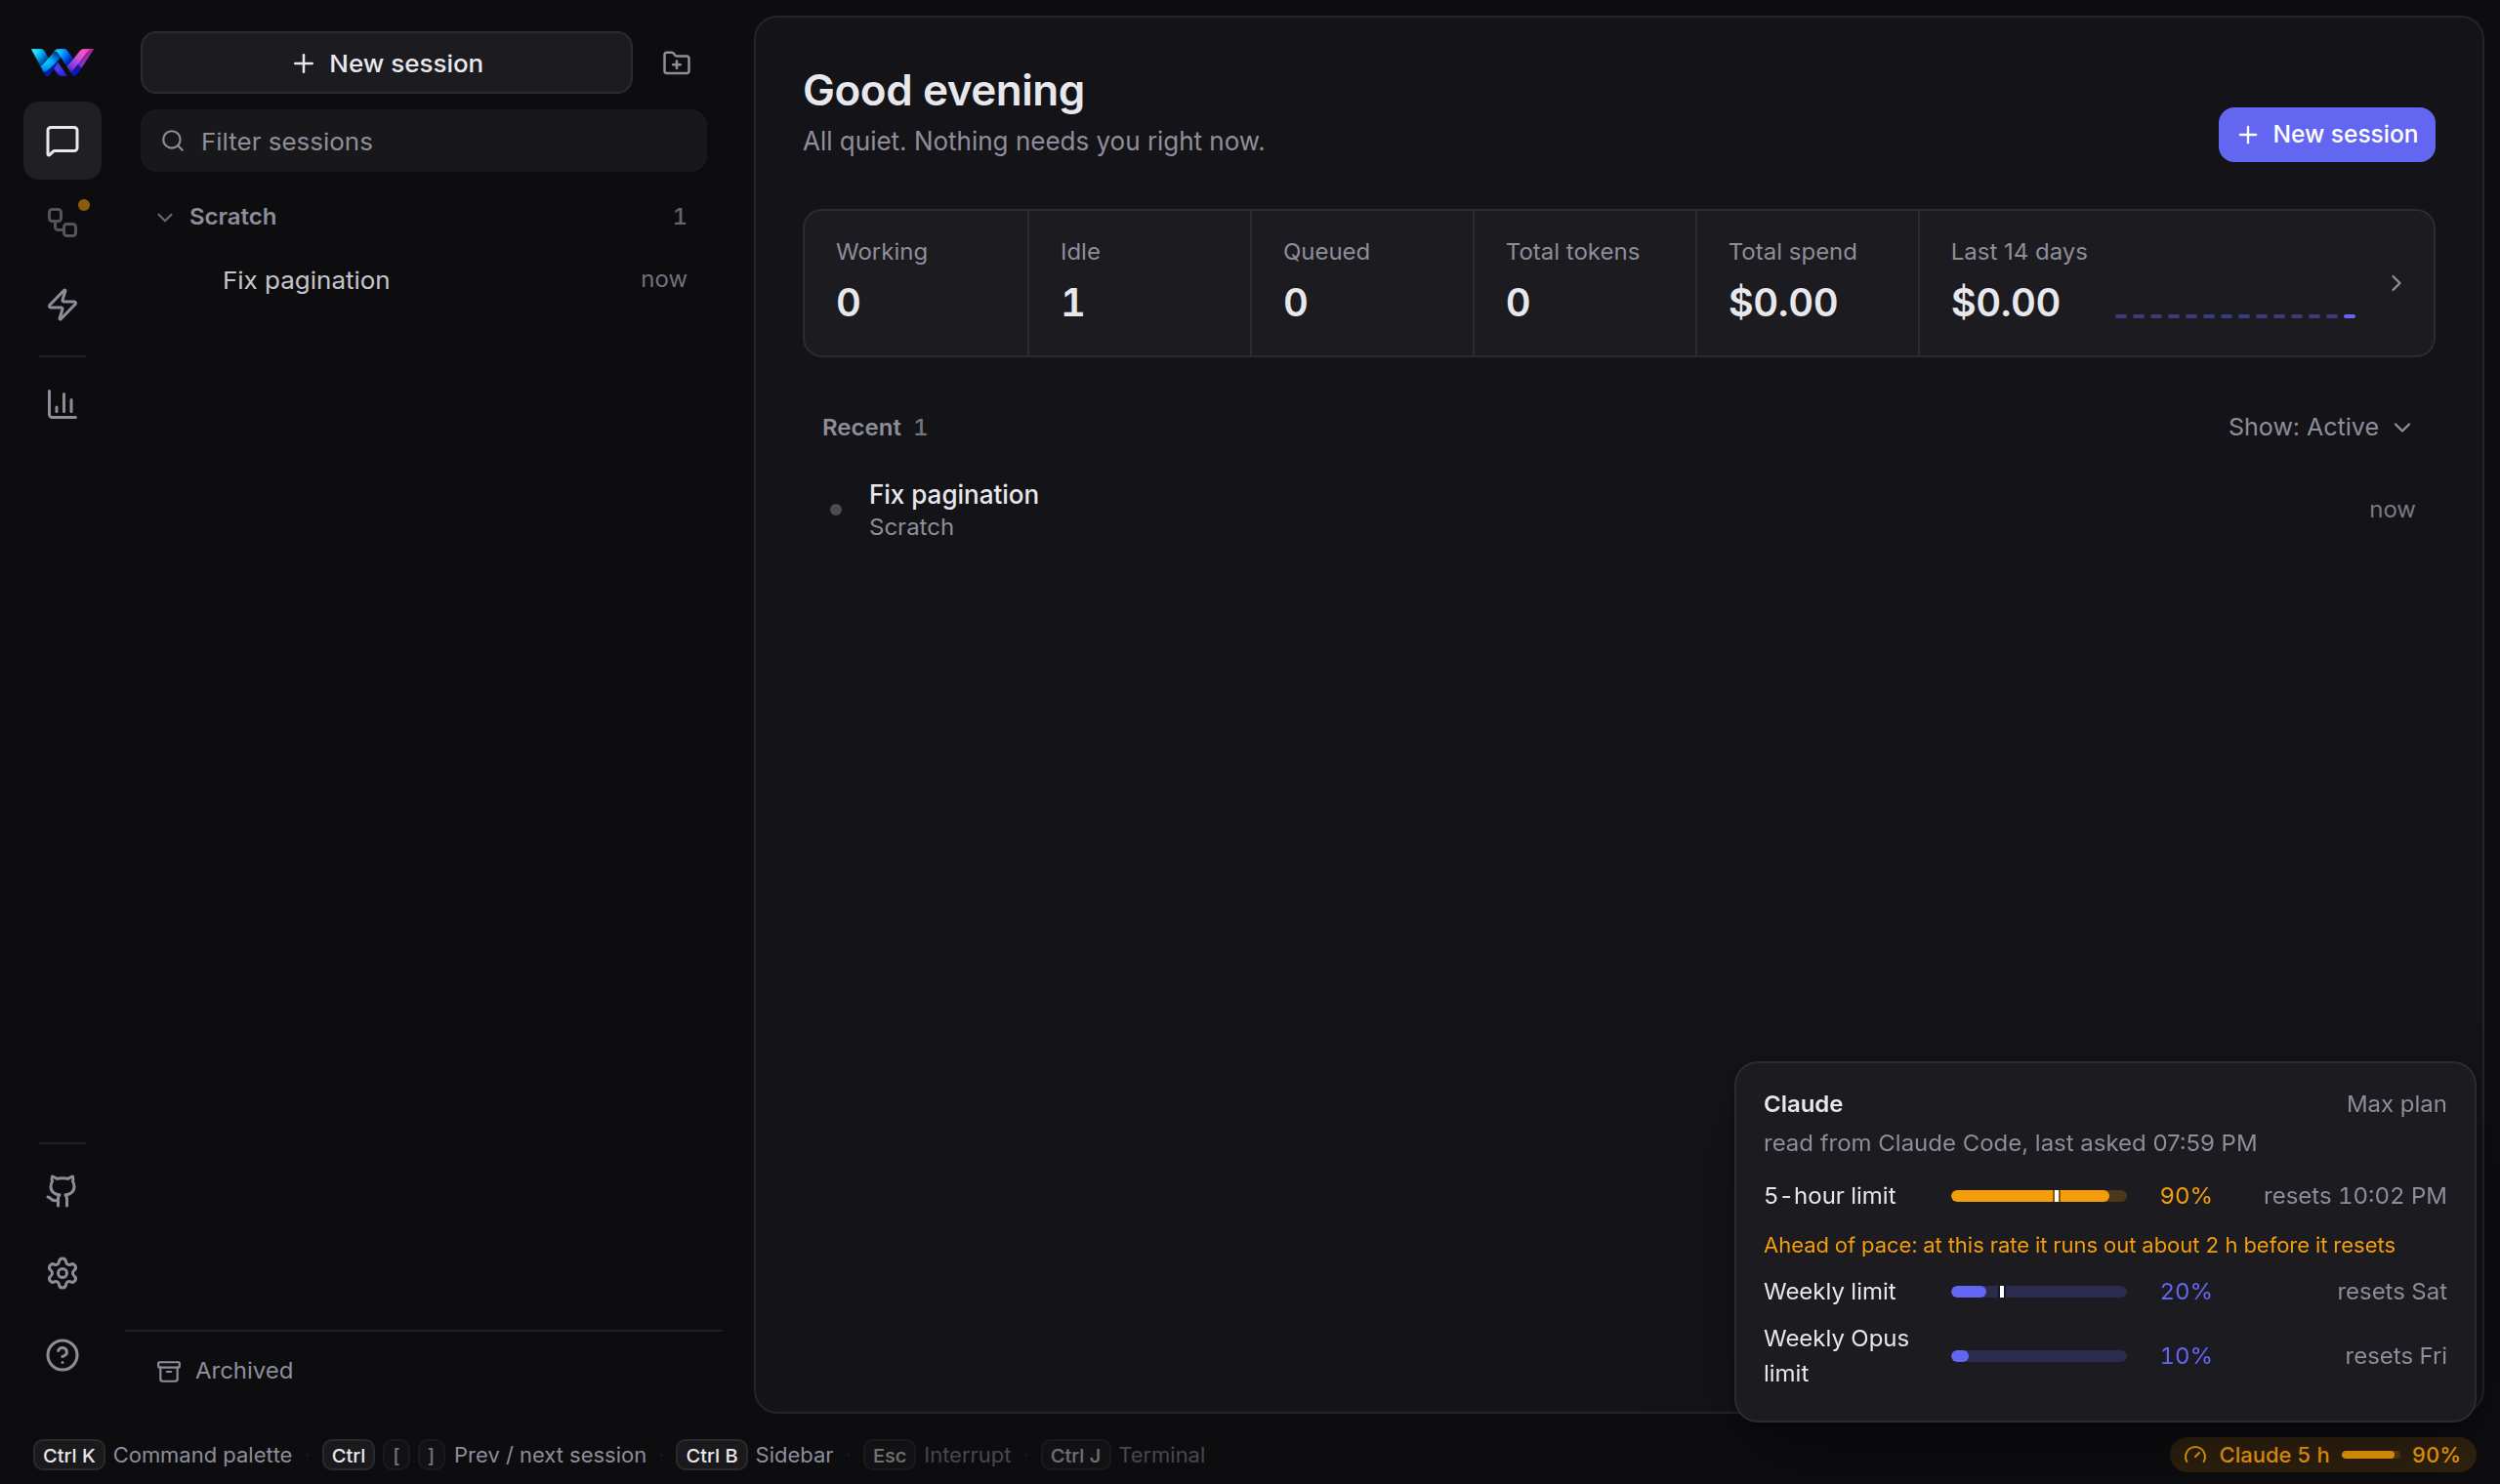 New session
Filter sessions
Scratch 1
Fix pagination now
Archived
Good evening
All quiet. Nothing needs you right now.
New session
Working
0
Idle
1
Queued
0
Total tokens
0
Total spend
$0.00
Last 14 days
$0.00
Recent 1
Show: Active
Fix pagination
Scratch
now
Claude Max plan
read from Claude Code, last asked 07:59 PM
5-hour limit 90% resets 10:02 PM
Ahead of pace: at this rate it runs out about 2 h before it resets
Weekly limit 20% resets Sat
Weekly Opus
limit
10% resets Fri
Ctrl K Command palette · Ctrl [ ] Prev / next session · Ctrl B Sidebar · Esc Interrupt · Ctrl J Terminal
Claude 5 h 90%